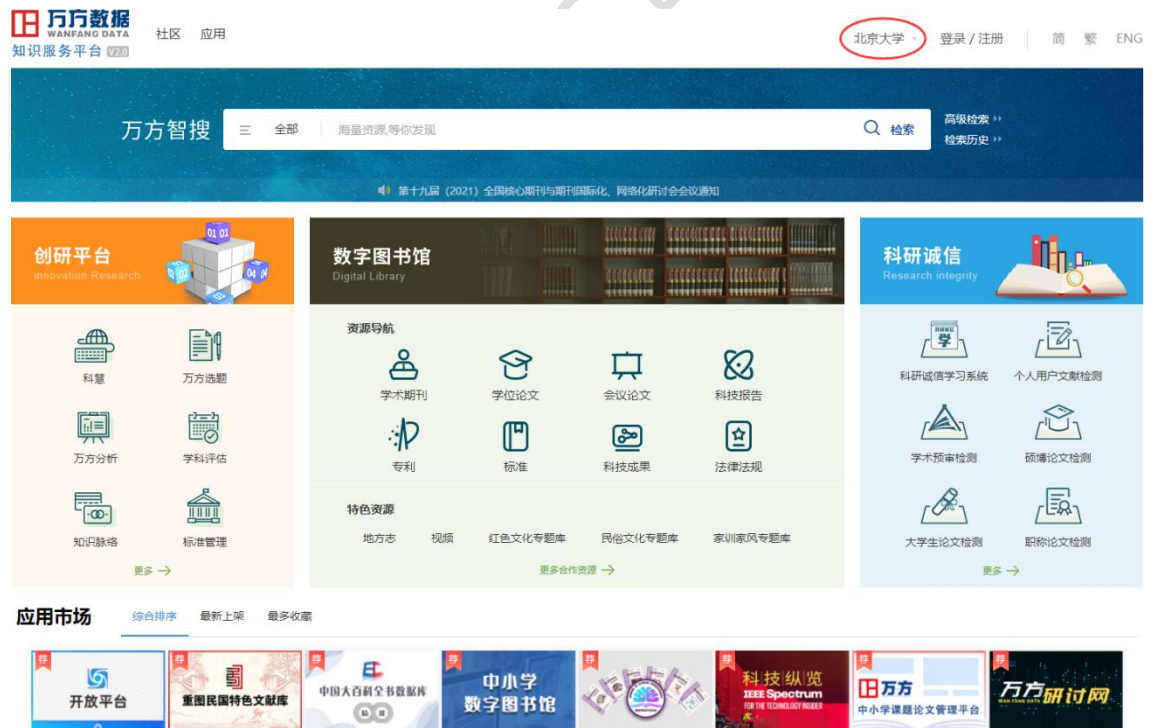 万方数据
WANFANG DATA
知识服务平台 V2.0
社区 应用
北京大学
登录 / 注册
简 繁 ENG
万方智搜
全部
海量资源,等你发现
检索
高级检索
检索历史
第十九届（2021）全国核心期刊与期刊国际化、网络化研讨会会议通知
创研平台
innovation Research
科慧
万方选题
万方分析
学科评估
知识脉络
标准管理
更多
数字图书馆
Digital Library
资源导航
学术期刊
学位论文
会议论文
科技报告
专利
标准
科技成果
法律法规
特色资源
地方志
视频
红色文化专题库
民俗文化专题库
家训家风专题库
更多合作资源
科研诚信
Research integrity
学
科研诚信学习系统
个人用户文献检测
学术预审检测
硕博论文检测
大学生论文检测
职称论文检测
更多
应用市场
综合排序
最新上架
最多收藏
荐
开放平台
荐
重图民国特色文献库
荐
中国大百科全书数据库
荐
中小学
数字图书馆
荐
荐
科技纵览
IEEE Spectrum
FOR THE TECHNOLOGY INSIDER
荐
万方
中小学课题论文管理平台
荐
万方研讨网